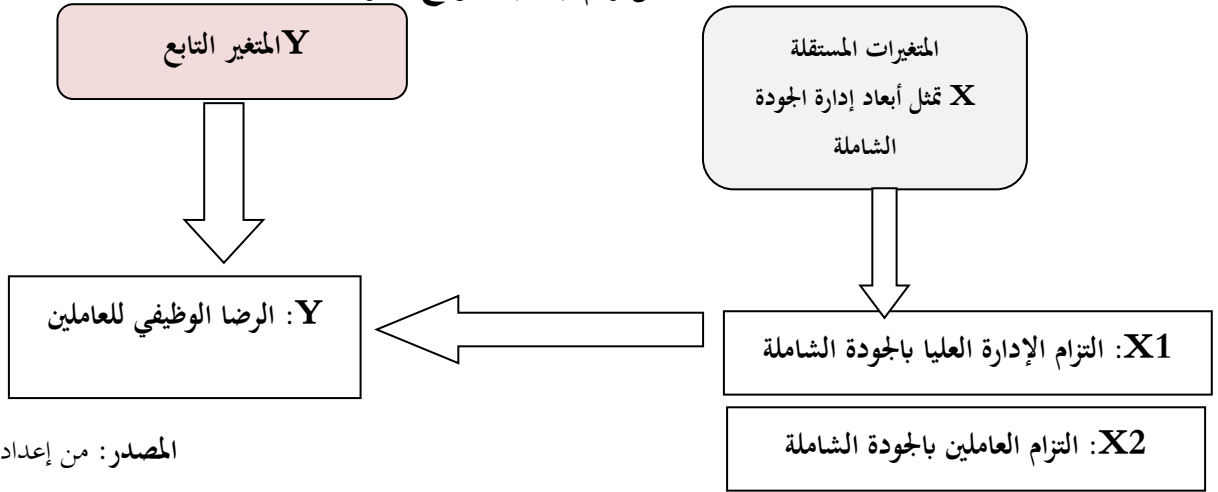 المتغيرات المستقلة
X تمثل أبعاد إدارة الجودة
الشاملة
Yالمتغير التابع
X1: التزام الإدارة العليا بالجودة الشاملة
Y: الرضا الوظيفي للعاملين
X2: التزام العاملين بالجودة الشاملة
المصدر: من إعداد